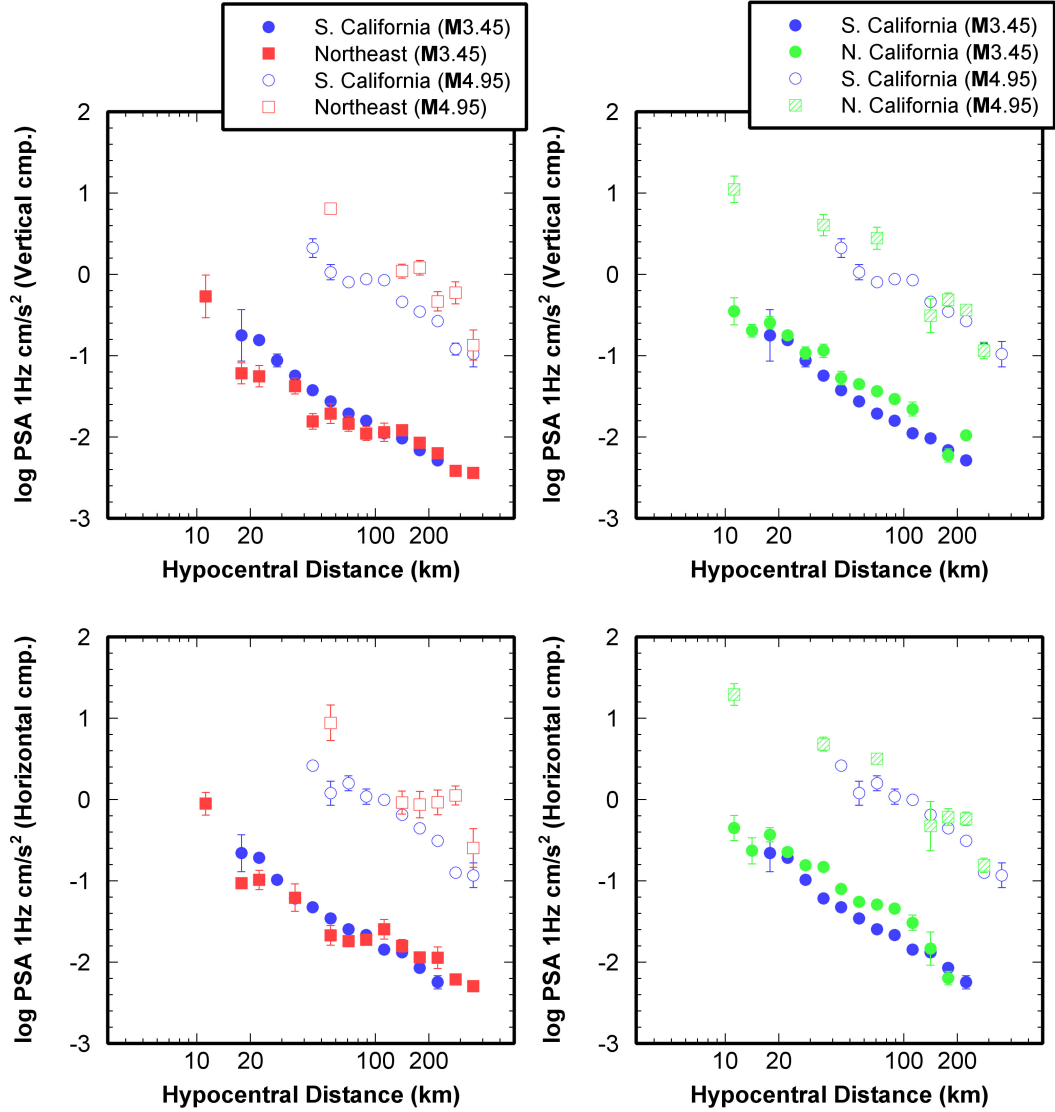 S. California (M3.45)
Northeast (M3.45)
S. California (M4.95)
Northeast (M4.95)
S. California (M3.45)
N. California (M3.45)
S. California (M4.95)
N. California (M4.95)
log PSA 1Hz cm/s² (Vertical cmp.)
2
1
0
-1
-2
-3
10
20
100
200
Hypocentral Distance (km)
log PSA 1Hz cm/s² (Vertical cmp.)
2
1
0
-1
-2
-3
10
20
100
200
Hypocentral Distance (km)
log PSA 1Hz cm/s² (Horizontal cmp.)
2
1
0
-1
-2
-3
10
20
100
200
Hypocentral Distance (km)
log PSA 1Hz cm/s² (Horizontal cmp.)
2
1
0
-1
-2
-3
10
20
100
200
Hypocentral Distance (km)